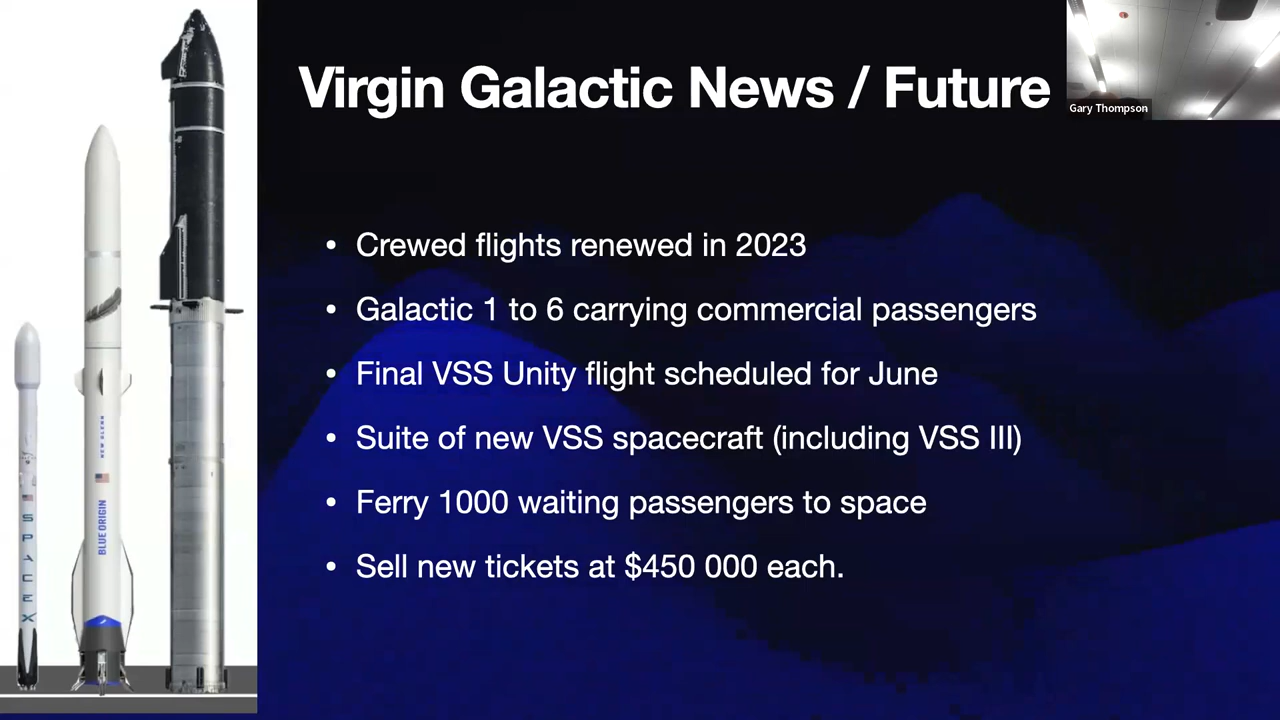 Virgin Galactic News / Future
Gary Thompson
• Crewed flights renewed in 2023
• Galactic 1 to 6 carrying commercial passengers
• Final VSS Unity flight scheduled for June
• Suite of new VSS spacecraft (including VSS III)
• Ferry 1000 waiting passengers to space
• Sell new tickets at $450 000 each.
NEW GLENN
BLUE ORIGIN
SPACEX